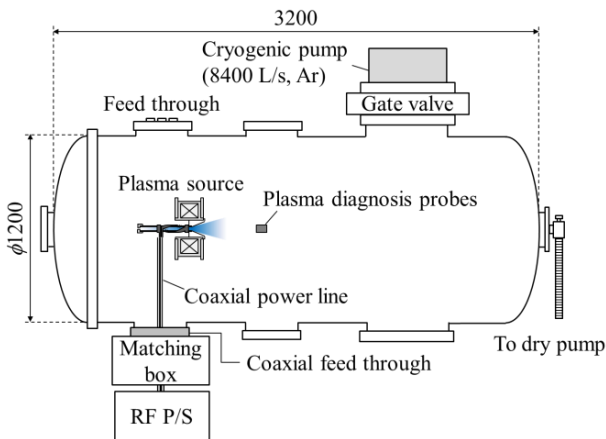 3200
Cryogenic pump
(8400 L/s, Ar)
Feed through
Gate valve
Plasma source
Plasma diagnosis probes
ϕ1200
Coaxial power line
To dry pump
Matching
box
Coaxial feed through
RF P/S